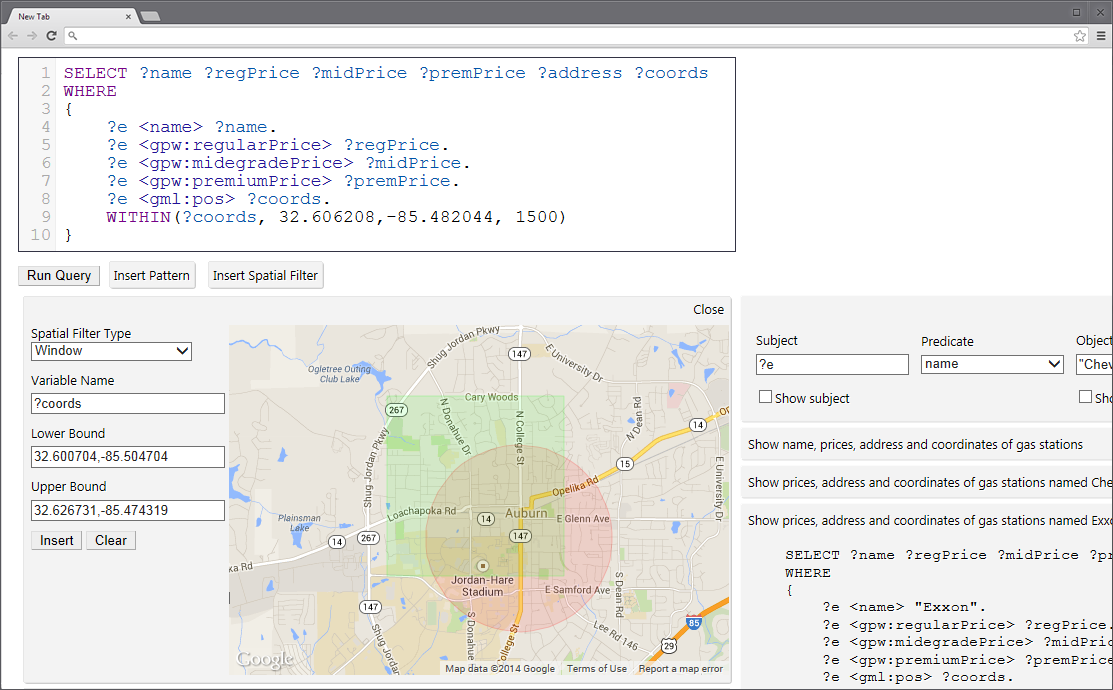 New Tab
1 SELECT ?name ?regPrice ?midPrice ?premPrice ?address ?coords
2 WHERE
3 {
4 ?e <name> ?name.
5 ?e <gpw:regularPrice> ?regPrice.
6 ?e <gpw:midegradePrice> ?midPrice.
7 ?e <gpw:premiumPrice> ?premPrice.
8 ?e <gml:pos> ?coords.
9 WITHIN(?coords, 32.606208,-85.482044, 1500)
10 }
Run Query Insert Pattern Insert Spatial Filter
Close
Spatial Filter Type
Window
Variable Name
?coords
Lower Bound
32.600704,-85.504704
Upper Bound
32.626731,-85.474319
Insert Clear
Shug Jordan Pkwy
147
E University Dr
Ogletree Outing
Club Lake
Cary Woods
267
N Donahue Dr
N College St
N Dean Rd
14
Shug Jordan Pkwy
15
Opelika Rd
E University Dr
Plainsman
Lake
Loachapoka Rd
14
Auburn
E Glenn Ave
14
267
147
xa Rd
Jordan-Hare
Stadium
E Samford Ave
S Dean Rd
147
S Donahue Dr
S College St
Shug Jordan
Lee Rd 146
85
29
Google
Map data ©2014 Google Terms of Use Report a map error
Subject Predicate Object
?e name "Chev
Show subject Sho
Show name, prices, address and coordinates of gas stations
Show prices, address and coordinates of gas stations named Che
Show prices, address and coordinates of gas stations named Exxo
SELECT ?name ?regPrice ?midPrice ?pr
WHERE
{
?e <name> "Exxon".
?e <gpw:regularPrice> ?regPrice.
?e <gpw:midegradePrice> ?midPric
?e <gpw:premiumPrice> ?premPrice
?e <gml:pos> ?coords.